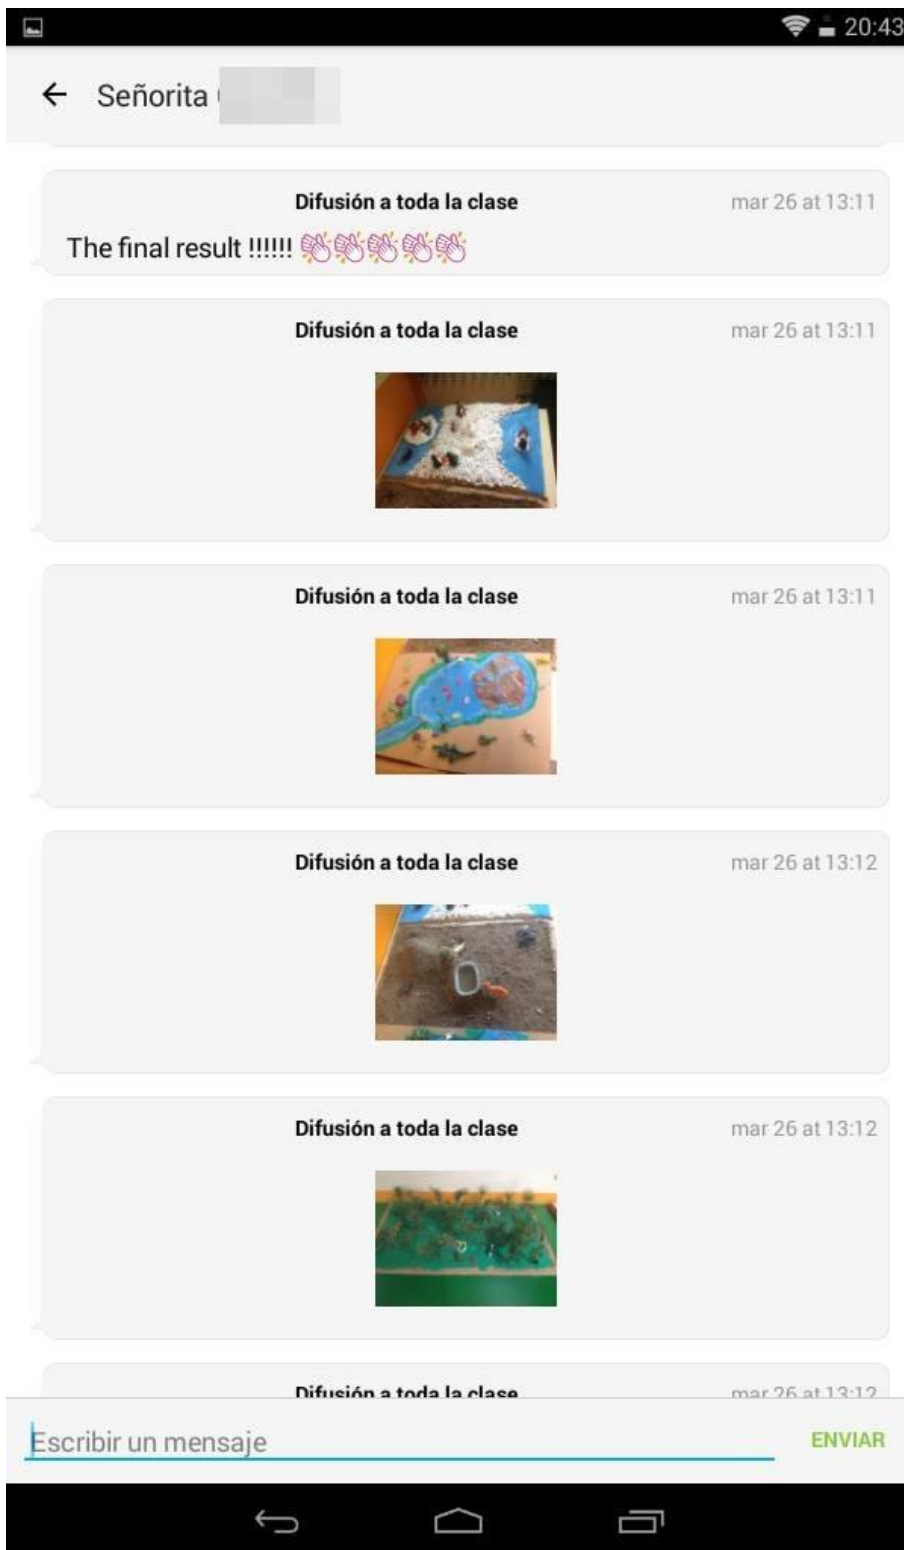 20:43
Señorita
Difusión a toda la clase mar 26 at 13:11
The final result !!!!!! 👏👏👏👏👏
Difusión a toda la clase mar 26 at 13:11
Difusión a toda la clase mar 26 at 13:11
Difusión a toda la clase mar 26 at 13:12
Difusión a toda la clase mar 26 at 13:12
Difusión a toda la clase mar 26 at 13:12
Escribir un mensaje ENVIAR